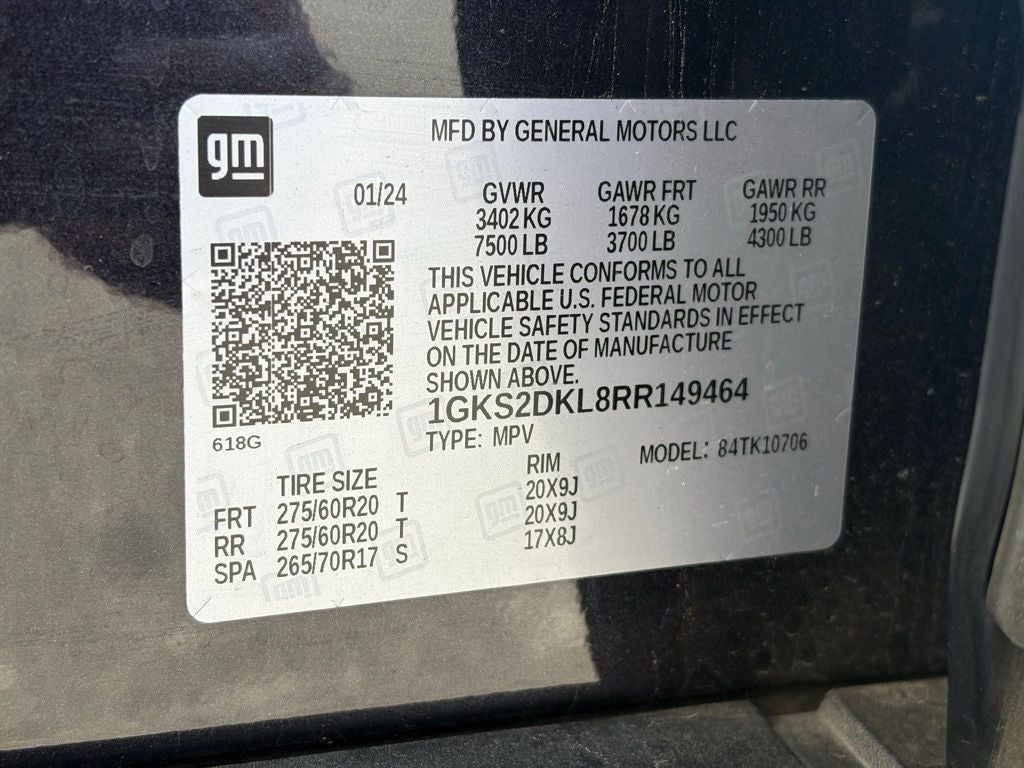 gm
MFD BY GENERAL MOTORS LLC
01/24 GVWR GAWR FRT GAWR RR
3402 KG 1678 KG 1950 KG
7500 LB 3700 LB 4300 LB
THIS VEHICLE CONFORMS TO ALL
APPLICABLE U.S. FEDERAL MOTOR
VEHICLE SAFETY STANDARDS IN EFFECT
ON THE DATE OF MANUFACTURE
SHOWN ABOVE.
1GKS2DKL8RR149464
618G
TYPE: MPV MODEL: 84TK10706
TIRE SIZE RIM
FRT 275/60R20 T 20X9J
RR 275/60R20 T 20X9J
SPA 265/70R17 S 17X8J